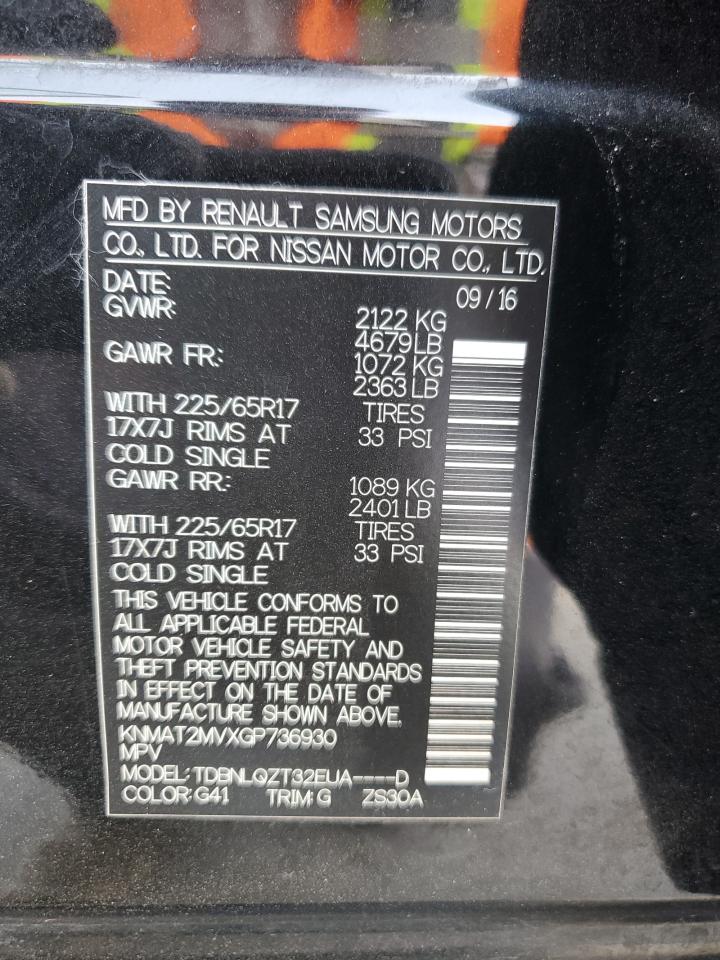 MFD BY RENAULT SAMSUNG MOTORS
CO., LTD. FOR NISSAN MOTOR CO., LTD.
DATE: 09/16
GVWR: 2122 KG
4679LB
GAWR FR.: 1072 KG
2363 LB
WITH 225/65R17 TIRES
17X7J RIMS AT 33 PSI
COLD SINGLE
GAWR RR.: 1089 KG
2401LB
WITH 225/65R17 TIRES
17X7J RIMS AT 33 PSI
COLD SINGLE
THIS VEHICLE CONFORMS TO
ALL APPLICABLE FEDERAL
MOTOR VEHICLE SAFETY AND
THEFT PREVENTION STANDARDS
IN EFFECT ON THE DATE OF
MANUFACTURE SHOWN ABOVE.
KNMAT2MVXGP736930
MPV
MODEL: TDBNLQZT32EUA----D
COLOR: G41 TRIM: G ZS30A